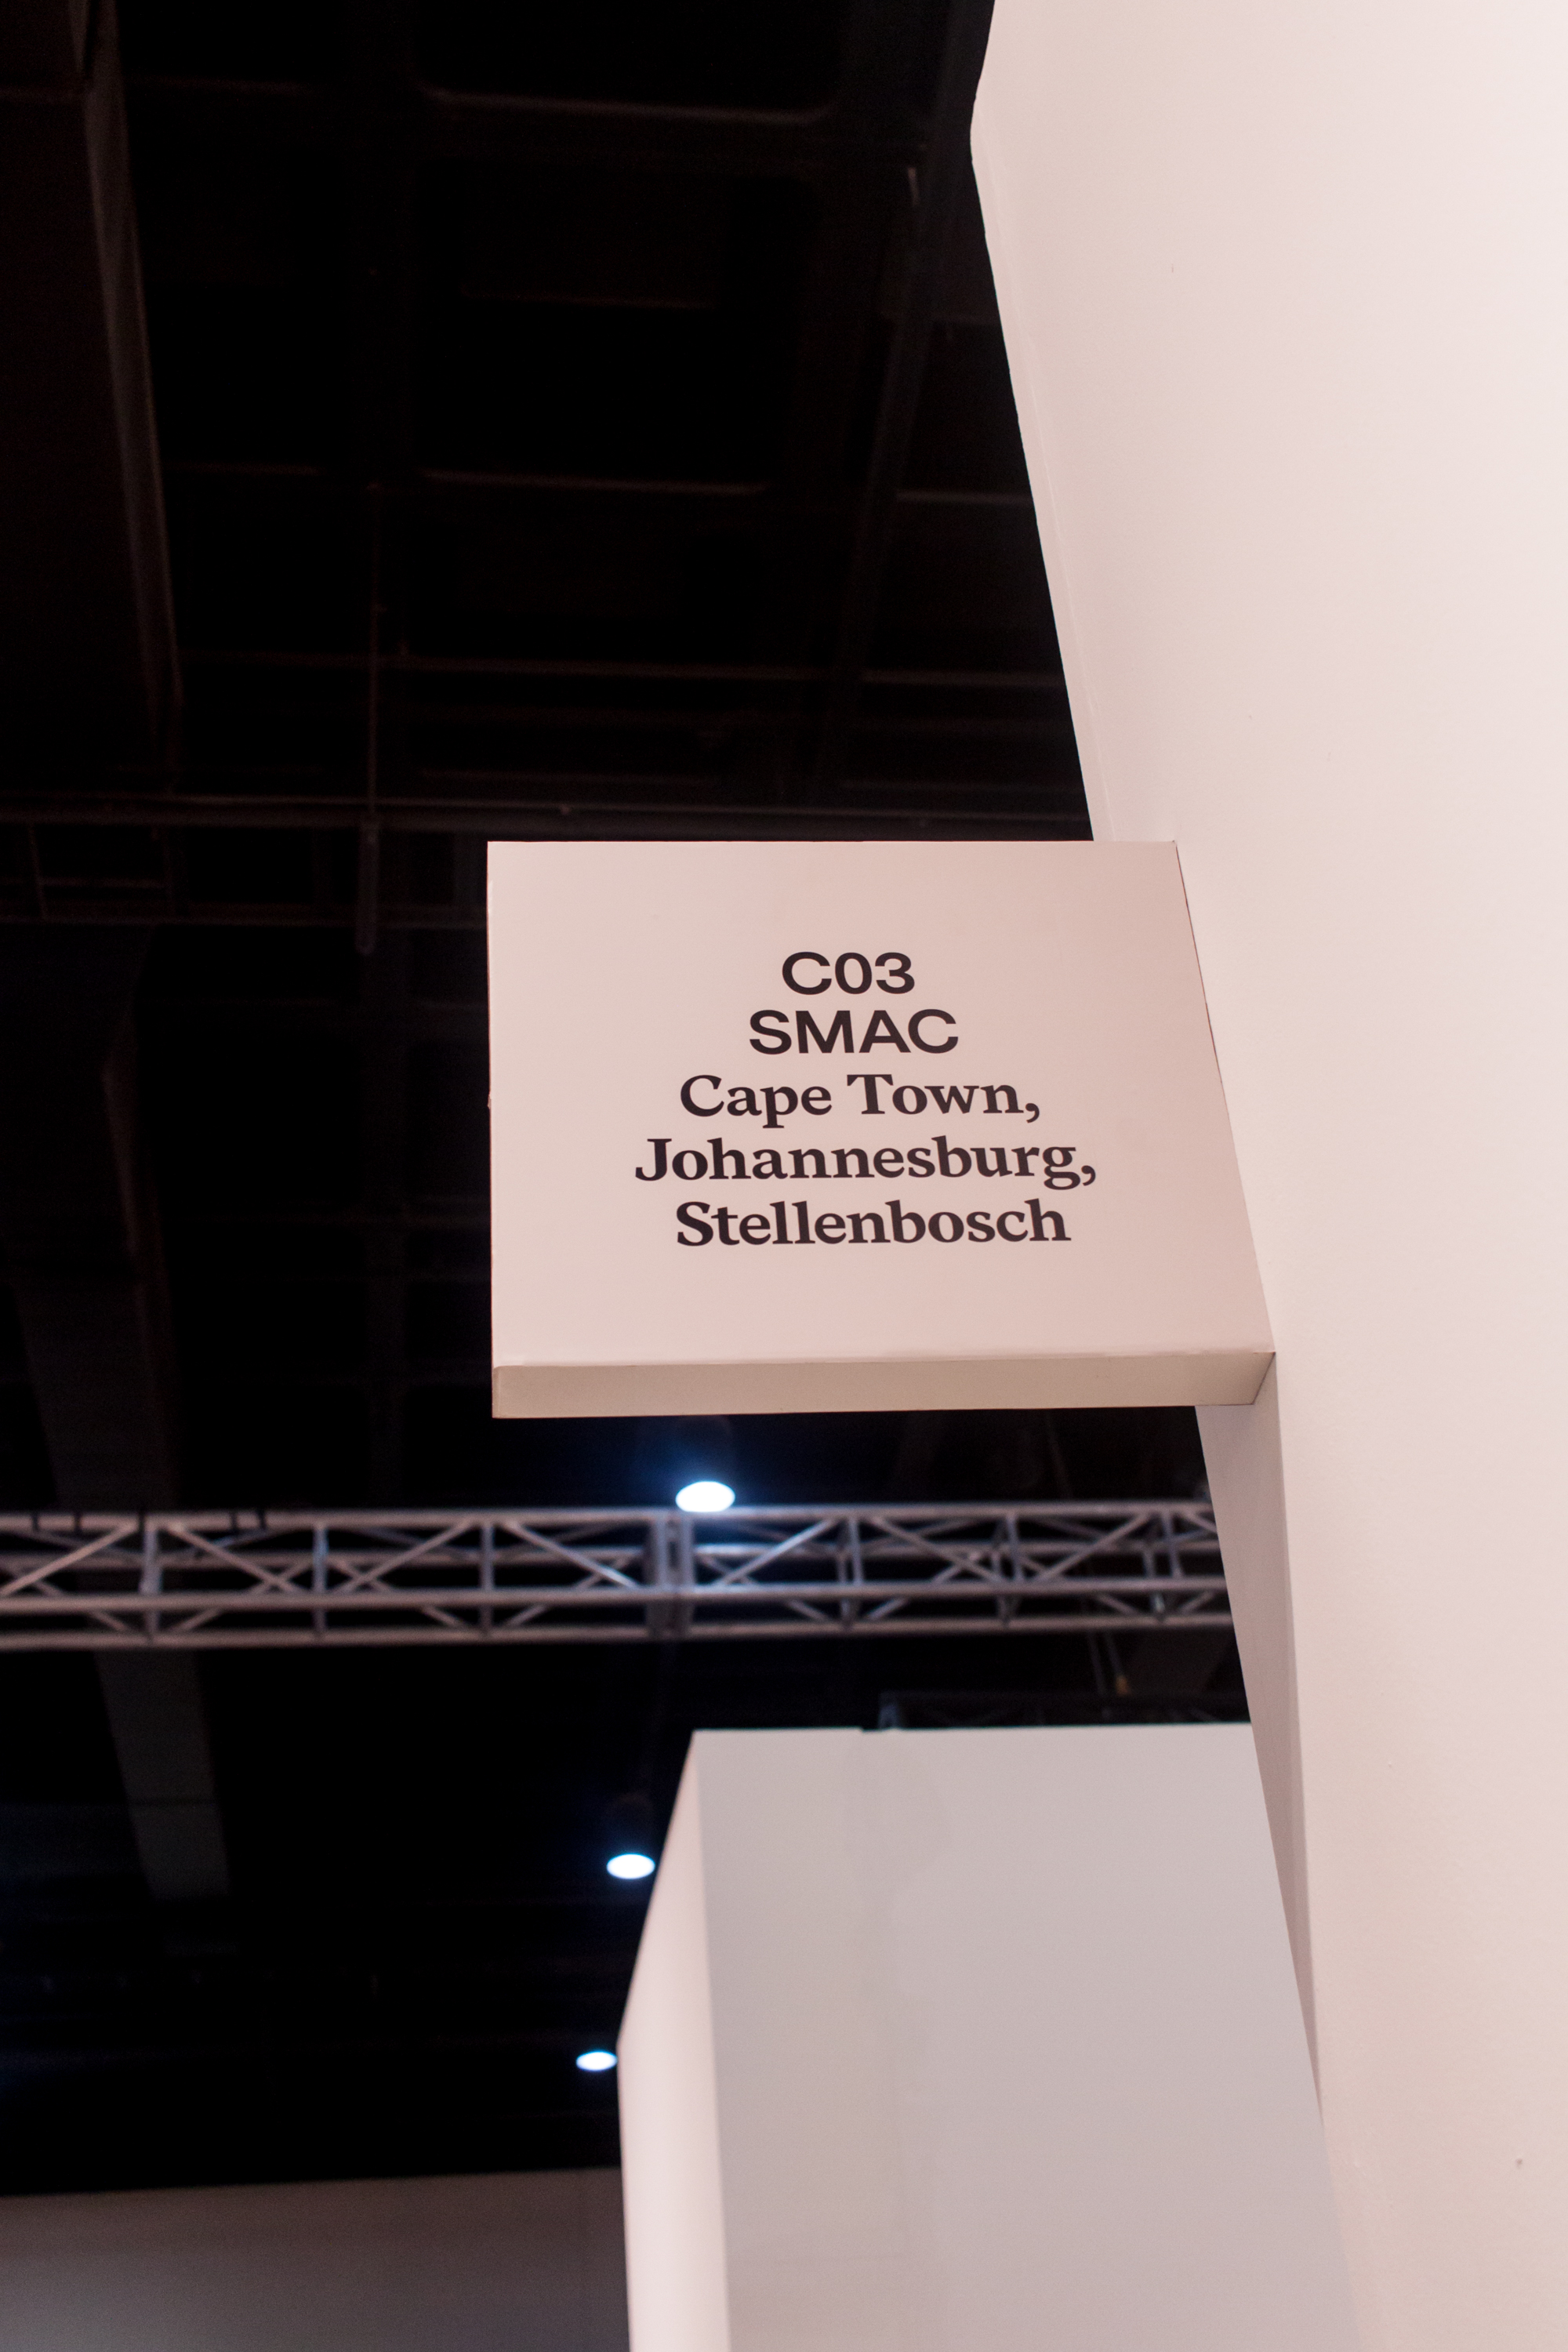 C03
SMAC
Cape Town,
Johannesburg,
Stellenbosch